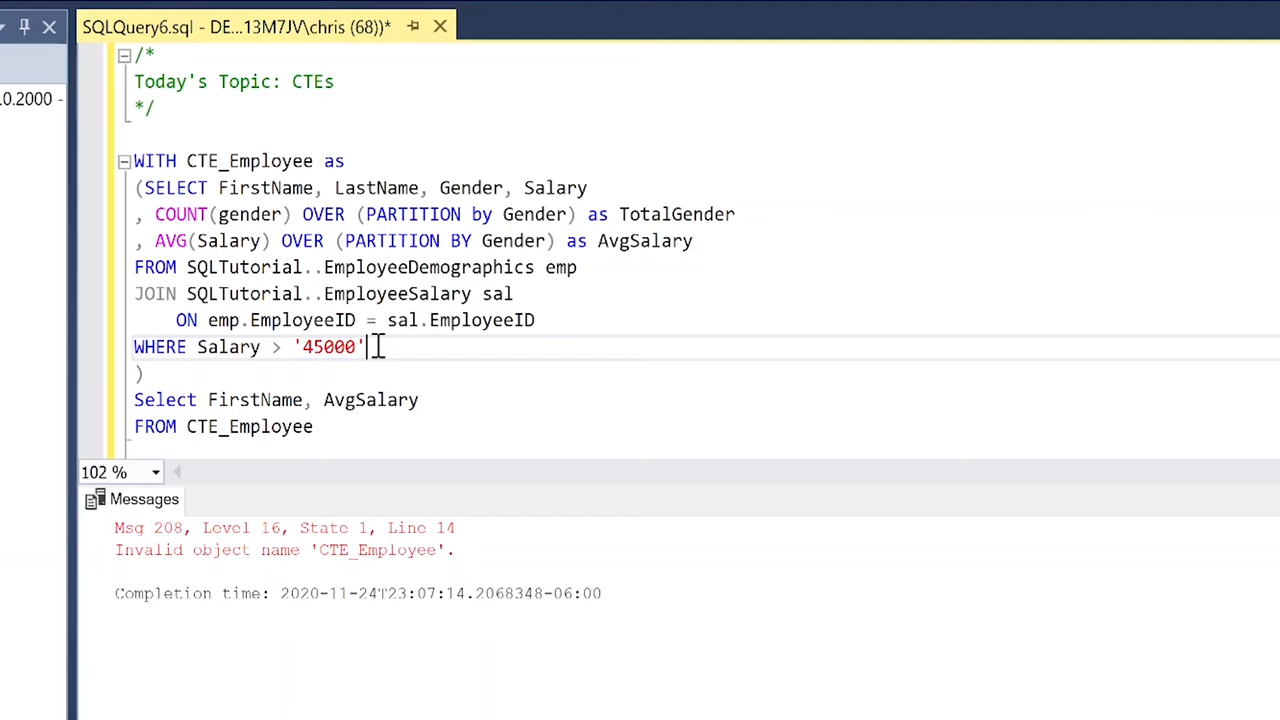 SQLQuery6.sql - DE...13M7JV\chris (68))*
0.2000 -
/*
Today's Topic: CTEs
*/
WITH CTE_Employee as
(SELECT FirstName, LastName, Gender, Salary
, COUNT(gender) OVER (PARTITION by Gender) as TotalGender
, AVG(Salary) OVER (PARTITION BY Gender) as AvgSalary
FROM SQLTutorial..EmployeeDemographics emp
JOIN SQLTutorial..EmployeeSalary sal
ON emp.EmployeeID = sal.EmployeeID
WHERE Salary > '45000'
)
Select FirstName, AvgSalary
FROM CTE_Employee
102 %
Messages
Msg 208, Level 16, State 1, Line 14
Invalid object name 'CTE_Employee'.
Completion time: 2020-11-24T23:07:14.2068348-06:00